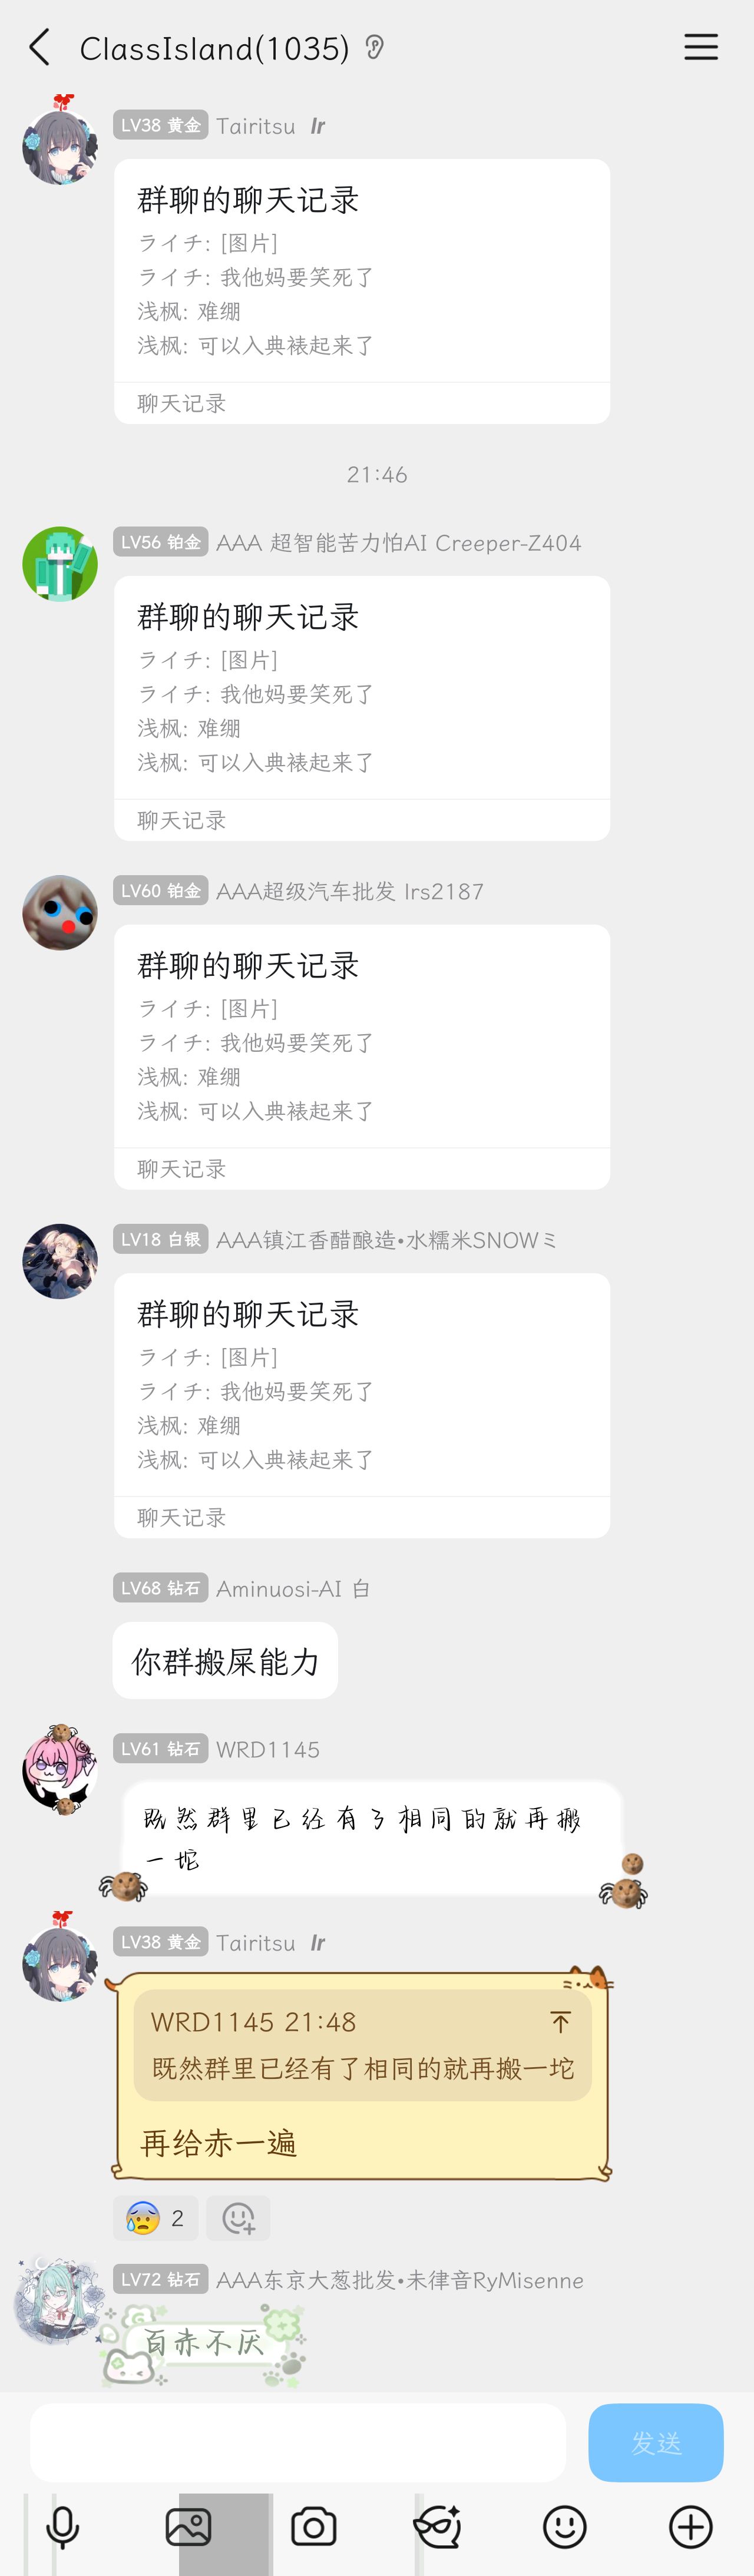 ClassIsland(1035)
LV38 黄金 Tairitsu lr
群聊的聊天记录
ライチ: [图片]
ライチ: 我他妈要笑死了
浅枫: 难绷
浅枫: 可以入典裱起来了
聊天记录
21:46
LV56 铂金 AAA 超智能苦力怕AI Creeper-Z404
群聊的聊天记录
ライチ: [图片]
ライチ: 我他妈要笑死了
浅枫: 难绷
浅枫: 可以入典裱起来了
聊天记录
LV60 铂金 AAA超级汽车批发 lrs2187
群聊的聊天记录
ライチ: [图片]
ライチ: 我他妈要笑死了
浅枫: 难绷
浅枫: 可以入典裱起来了
聊天记录
LV18 白银 AAA镇江香醋酿造•水糯米SNOWミ
群聊的聊天记录
ライチ: [图片]
ライチ: 我他妈要笑死了
浅枫: 难绷
浅枫: 可以入典裱起来了
聊天记录
LV68 钻石 Aminuosi-AI 白
你群搬屎能力
LV61 钻石 WRD1145
既然群里已经有了相同的就再搬
一坨
LV38 黄金 Tairitsu lr
WRD1145 21:48
既然群里已经有了相同的就再搬一坨
再给赤一遍
2
LV72 钻石 AAA东京大葱批发•未律音RyMisenne
百赤不厌
发送